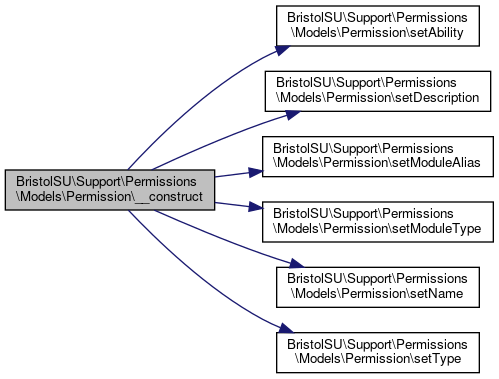 BristolSU\Support\Permissions
\Models\Permission\__construct
BristolSU\Support\Permissions
\Models\Permission\setAbility
BristolSU\Support\Permissions
\Models\Permission\setDescription
BristolSU\Support\Permissions
\Models\Permission\setModuleAlias
BristolSU\Support\Permissions
\Models\Permission\setModuleType
BristolSU\Support\Permissions
\Models\Permission\setName
BristolSU\Support\Permissions
\Models\Permission\setType